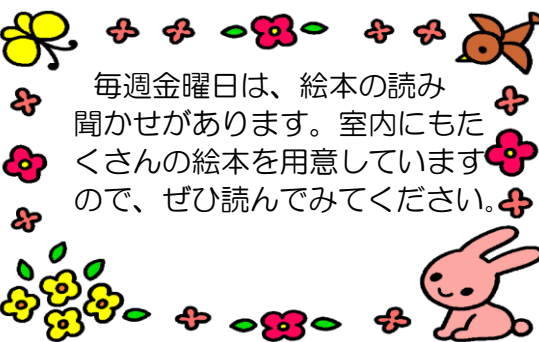 毎週金曜日は、絵本の読み
聞かせがあります。室内にもた
くさんの絵本を用意しています
ので、ぜひ読んでみてください。